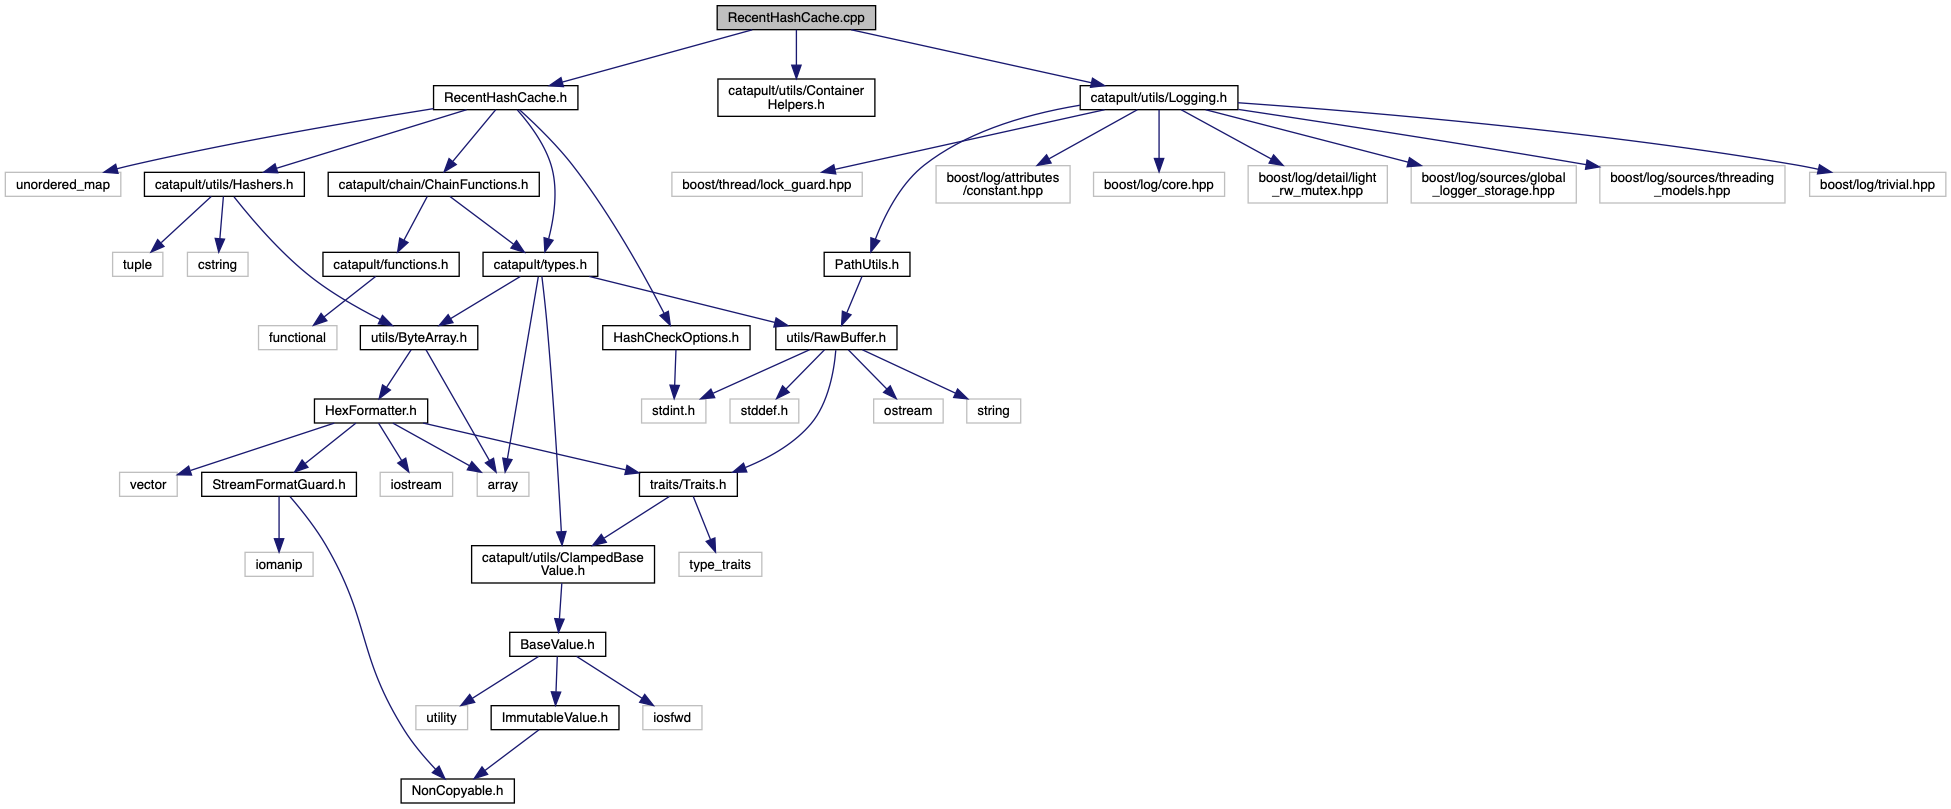 RecentHashCache.cpp
RecentHashCache.h
catapult/utils/Container
Helpers.h
catapult/utils/Logging.h
unordered_map
catapult/utils/Hashers.h
catapult/chain/ChainFunctions.h
boost/thread/lock_guard.hpp
boost/log/attributes
/constant.hpp
boost/log/core.hpp
boost/log/detail/light
_rw_mutex.hpp
boost/log/sources/global
_logger_storage.hpp
boost/log/sources/threading
_models.hpp
boost/log/trivial.hpp
tuple
cstring
catapult/functions.h
catapult/types.h
PathUtils.h
functional
utils/ByteArray.h
HashCheckOptions.h
utils/RawBuffer.h
HexFormatter.h
stdint.h
stddef.h
ostream
string
vector
StreamFormatGuard.h
iostream
array
traits/Traits.h
iomanip
catapult/utils/ClampedBase
Value.h
type_traits
BaseValue.h
utility
ImmutableValue.h
iosfwd
NonCopyable.h